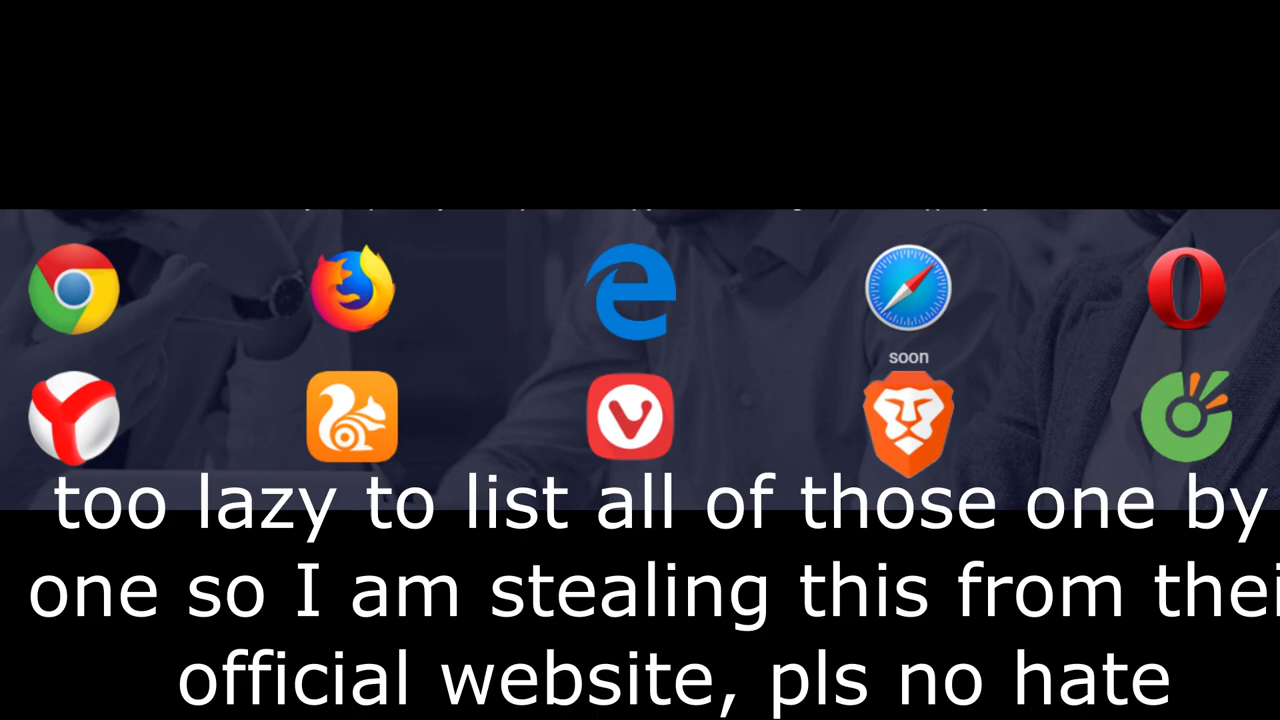 soon
too lazy to list all of those one by
one so I am stealing this from thei
official website, pls no hate